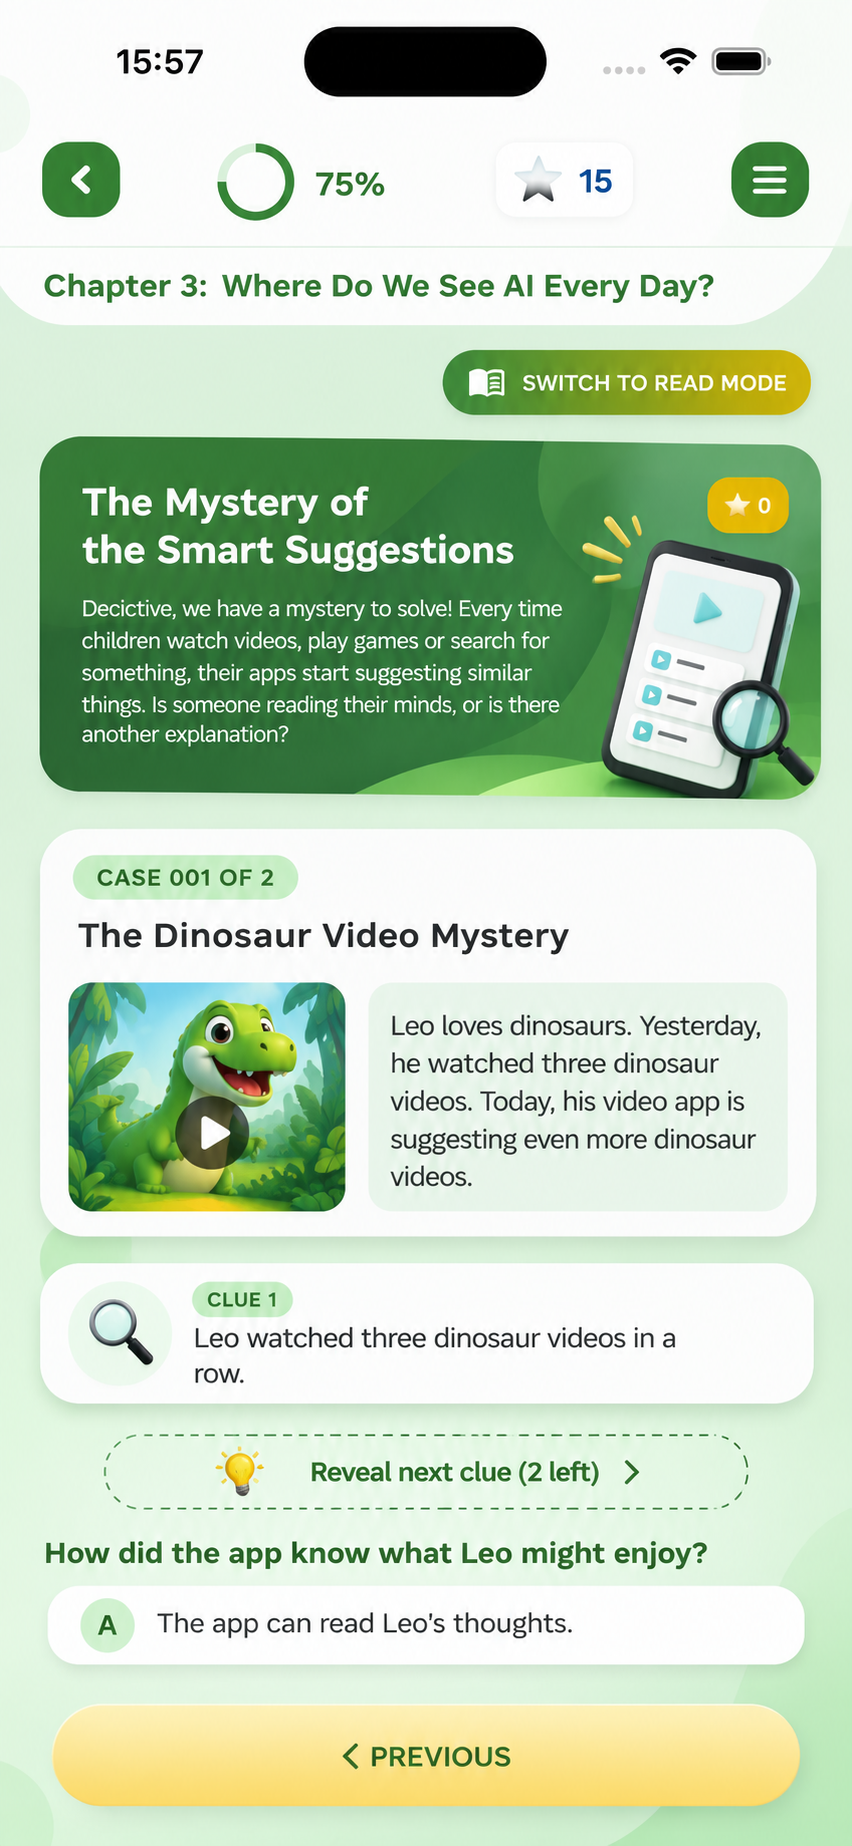 15:57
75%
15
Chapter 3: Where Do We See AI Every Day?
SWITCH TO READ MODE
The Mystery of
the Smart Suggestions
0
Decictive, we have a mystery to solve! Every time
children watch videos, play games or search for
something, their apps start suggesting similar
things. Is someone reading their minds, or is there
another explanation?
CASE 001 OF 2
The Dinosaur Video Mystery
Leo loves dinosaurs. Yesterday,
he watched three dinosaur
videos. Today, his video app is
suggesting even more dinosaur
videos.
CLUE 1
Leo watched three dinosaur videos in a
row.
Reveal next clue (2 left)
How did the app know what Leo might enjoy?
A The app can read Leo's thoughts.
PREVIOUS